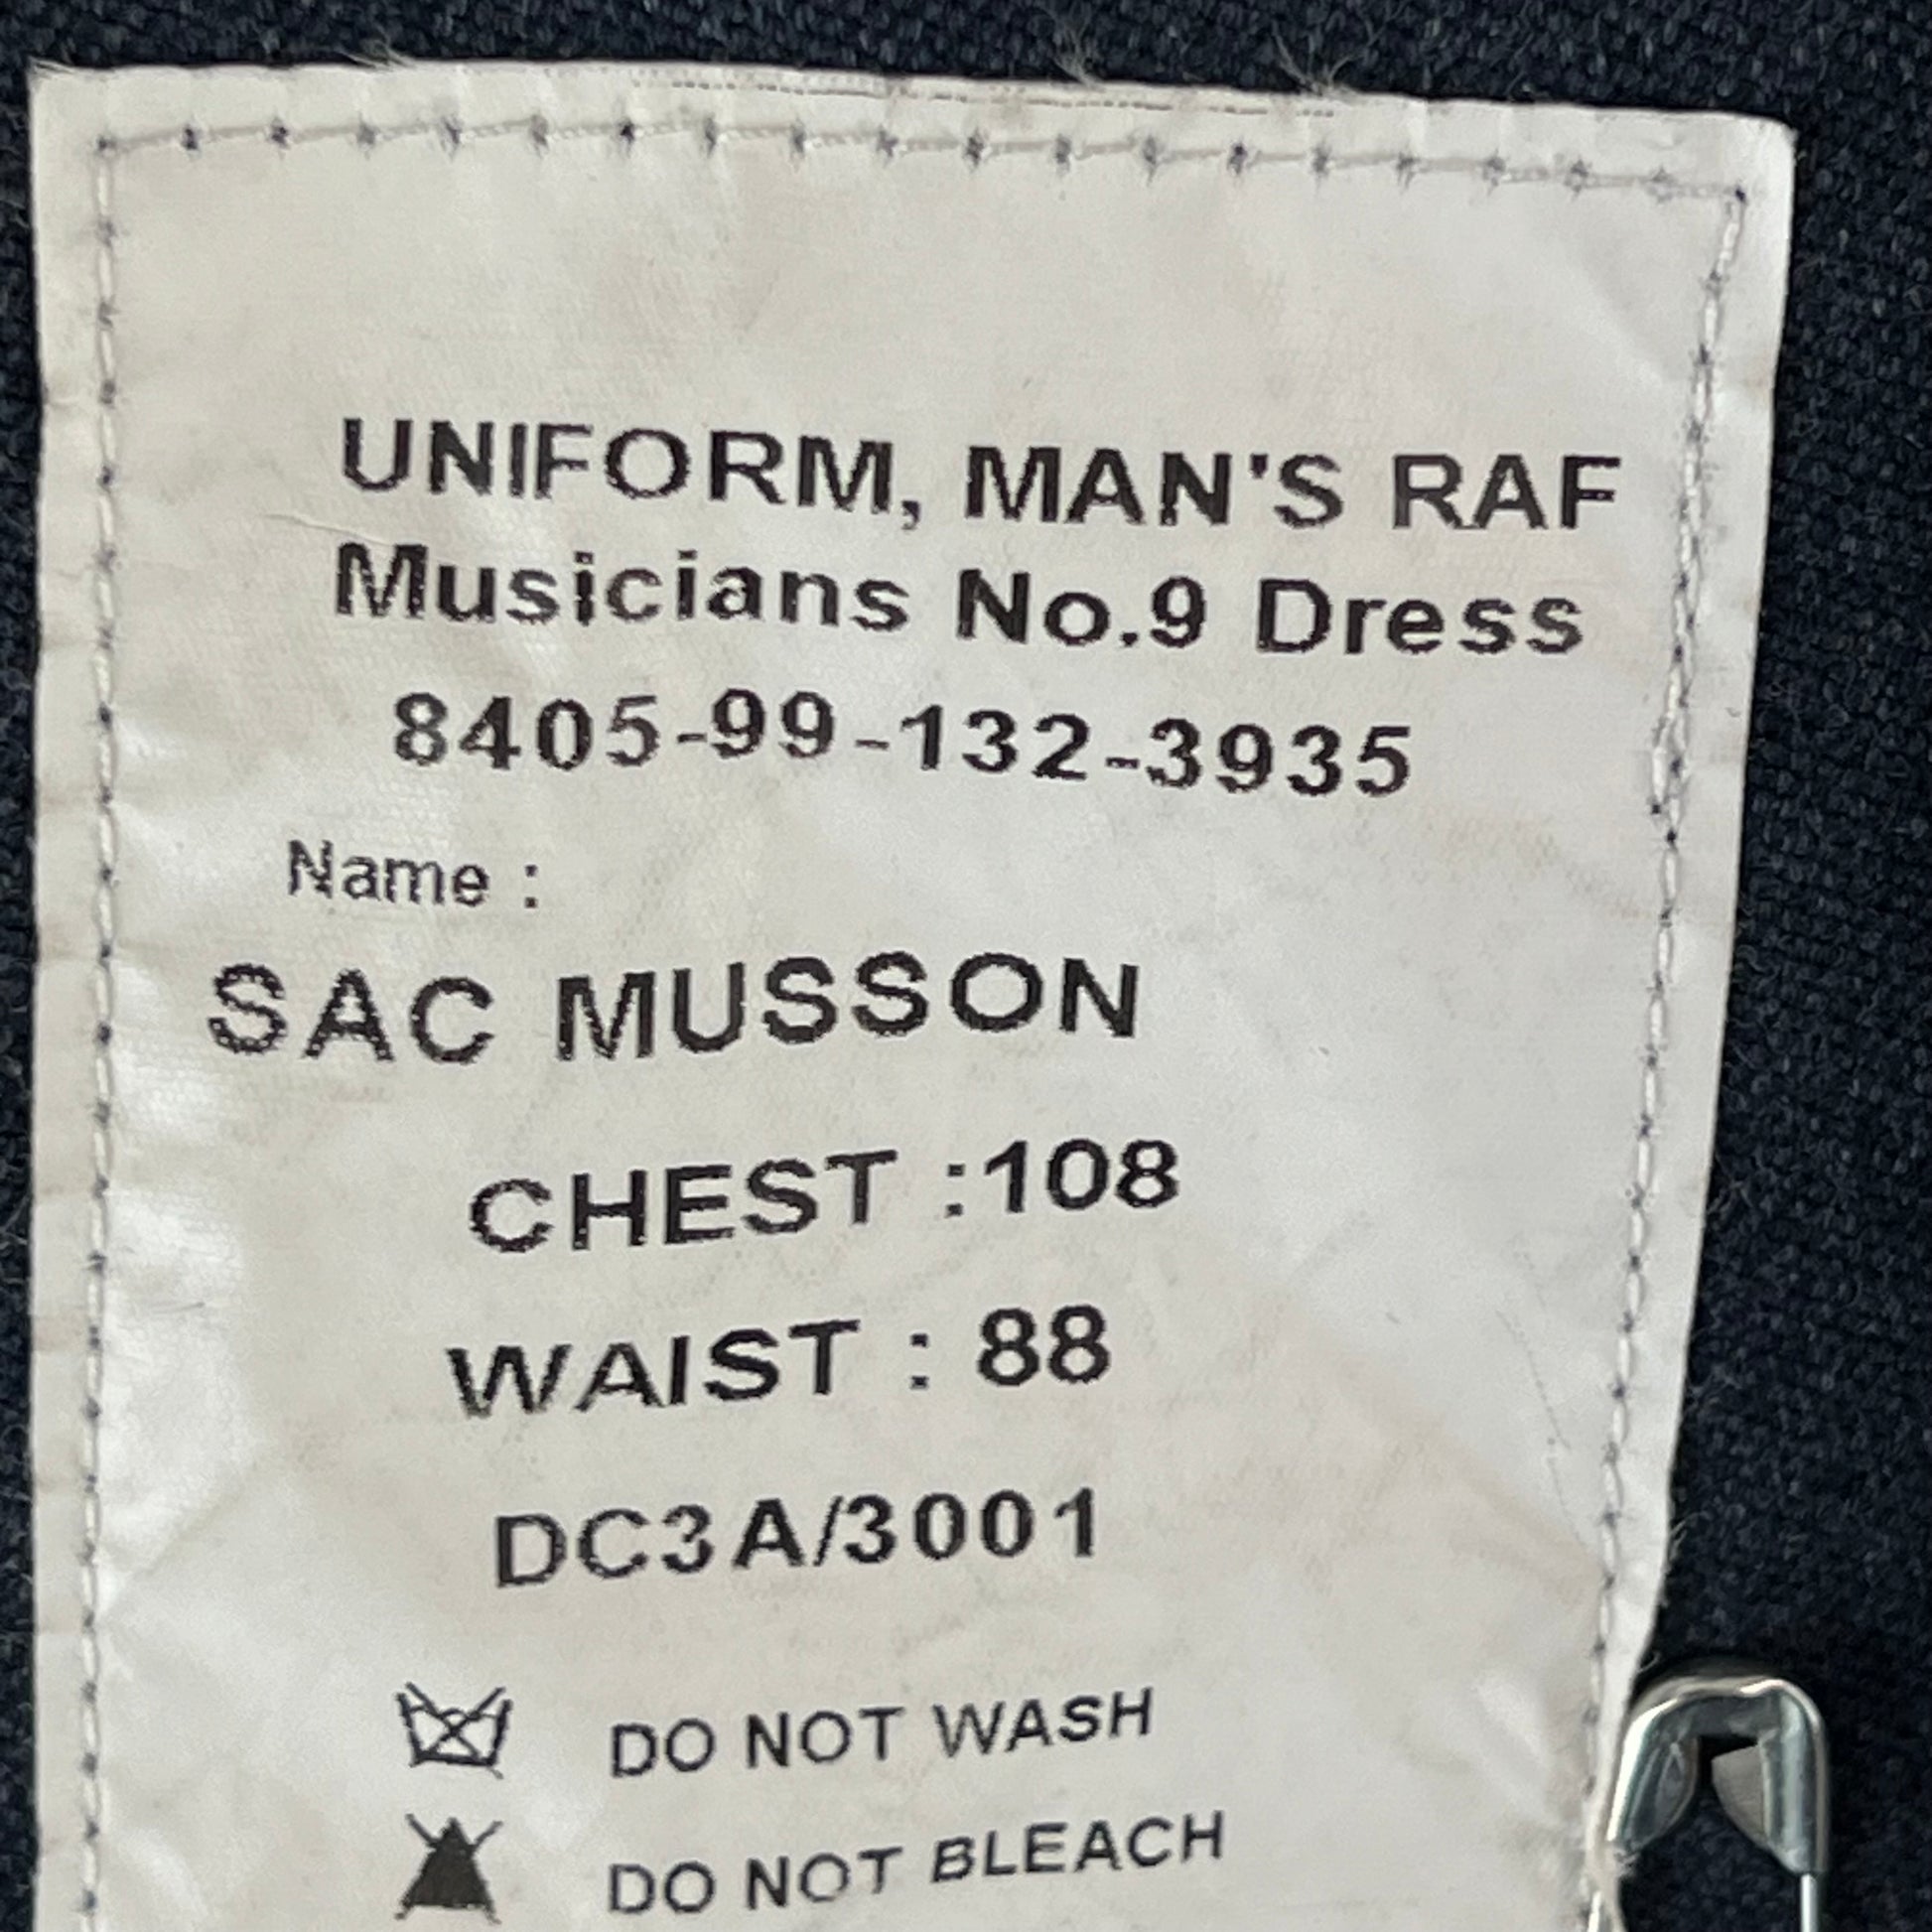 UNIFORM, MAN'S RAF
Musicians No.9 Dress
8405-99-132-3935
Name :
SAC MUSSON
CHEST :108
WAIST : 88
DC3A/3001
DO NOT WASH
DO NOT BLEACH